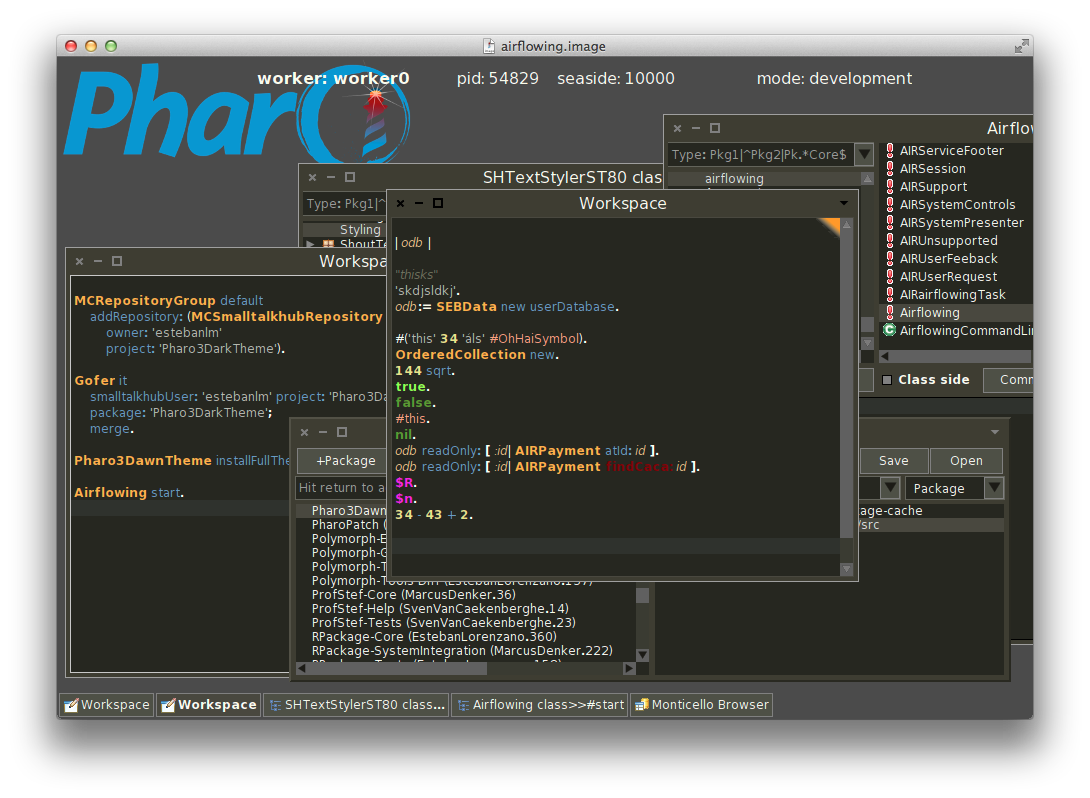 airflowing.image
Pharo
worker: worker0 pid: 54829 seaside: 10000 mode: development
Airflow
Type: Pkg1|^Pkg2|Pk.*Core$
airflowing
AIRServiceFooter
AIRSession
AIRSupport
AIRSystemControls
AIRSystemPresenter
AIRUnsupported
AIRUserFeeback
AIRUserRequest
AIRairflowingTask
Airflowing
AirflowingCommandLi
Class side
Comm
SHTextStylerST80 clas
Type: Pkg1|^
Styling
ShoutTe
Workspace
| odb |
"thisks"
'skdjsldkj'.
odb:= SEBData new userDatabase.
#('this' 34 'áls' #OhHaiSymbol).
OrderedCollection new.
144 sqrt.
true.
false.
#this.
nil.
odb readOnly: [ :id| AIRPayment atId: id ].
odb readOnly: [ :id| AIRPayment findCaca: id ].
$R.
$n.
34 - 43 + 2.
Workspa
MCRepositoryGroup default
addRepository: (MCSmalltalkhubRepository
owner: 'estebanlm'
project: 'Pharo3DarkTheme').
Gofer it
smalltalkhubUser: 'estebanlm' project: 'Pharo3D
package: 'Pharo3DarkTheme';
merge.
Pharo3DawnTheme installFullThe
Airflowing start.
+Package
Save
Open
Hit return to a
Package
Pharo3Dawn
PharoPatch (
Polymorph-E
Polymorph-G
Polymorph-T
Polymorph-Tools-Diff (EstebanLorenzano.197)
ProfStef-Core (MarcusDenker.36)
ProfStef-Help (SvenVanCaekenberghe.14)
ProfStef-Tests (SvenVanCaekenberghe.23)
RPackage-Core (EstebanLorenzano.360)
RPackage-SystemIntegration (MarcusDenker.222)
age-cache
/src
Workspace
Workspace
SHTextStylerST80 class...
Airflowing class>>#start
Monticello Browser